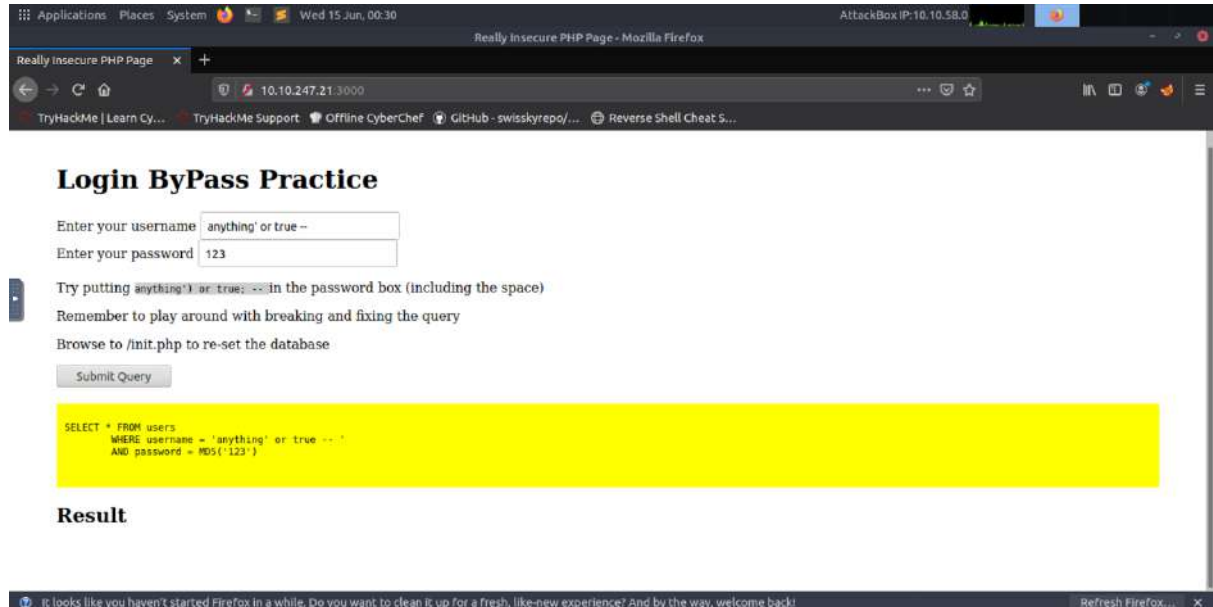 Applications Places System Wed 15 Jun, 00:30 AttackBox IP:10.10.58.0
Really Insecure PHP Page - Mozilla Firefox
Really Insecure PHP Page × +
10.10.247.21:3000
TryHackMe | Learn Cy... TryHackMe Support Offline CyberChef GitHub - swisskyrepo/... Reverse Shell Cheat S...
Login ByPass Practice
Enter your username anything' or true --
Enter your password 123
Try putting anything') or true; -- in the password box (including the space)
Remember to play around with breaking and fixing the query
Browse to /init.php to re-set the database
Submit Query
SELECT * FROM users
WHERE username = 'anything' or true -- '
AND password = MD5('123')
Result
It looks like you haven't started Firefox in a while. Do you want to clean it up for a fresh, like-new experience? And by the way, welcome back! Refresh Firefox... ×